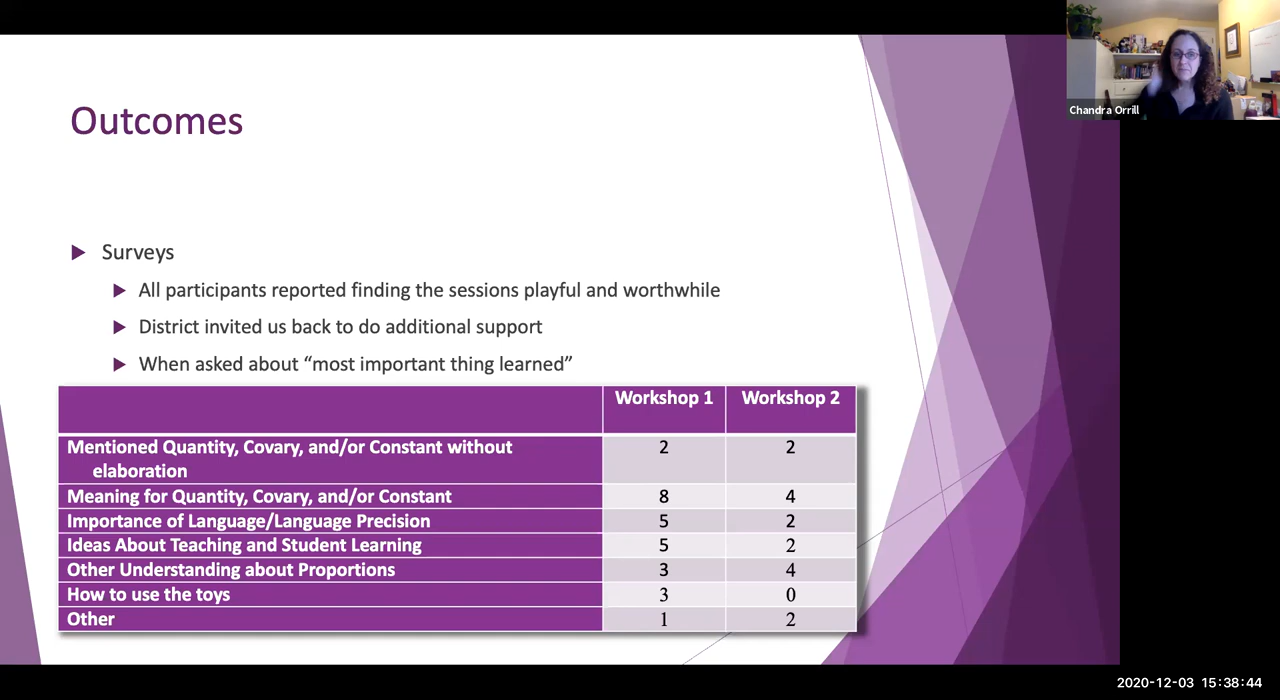 Chandra Orrill
Outcomes
Surveys
All participants reported finding the sessions playful and worthwhile
District invited us back to do additional support
When asked about “most important thing learned”
Workshop 1 Workshop 2
Mentioned Quantity, Covary, and/or Constant without
elaboration 2 2
Meaning for Quantity, Covary, and/or Constant 8 4
Importance of Language/Language Precision 5 2
Ideas About Teaching and Student Learning 5 2
Other Understanding about Proportions 3 4
How to use the toys 3 0
Other 1 2
2020-12-03 15:38:44